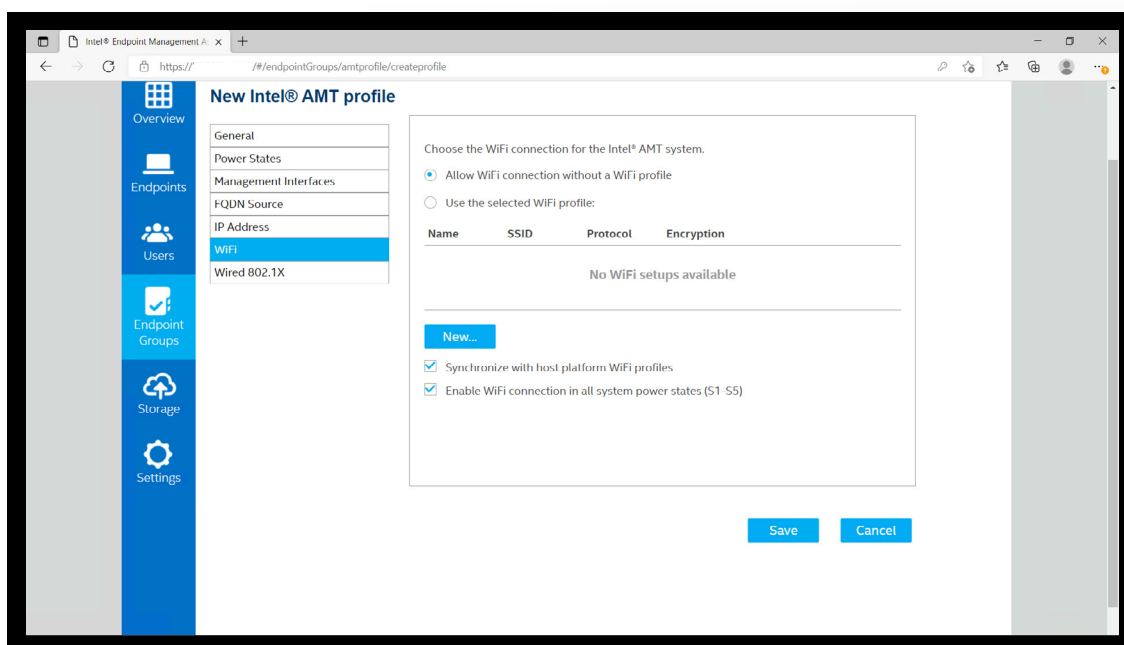 Intel® Endpoint Management A
https:// /#/endpointGroups/amtprofile/createprofile
Overview
Endpoints
Users
Endpoint
Groups
Storage
Settings
New Intel® AMT profile
General
Power States
Management Interfaces
FQDN Source
IP Address
WiFi
Wired 802.1X
Choose the WiFi connection for the Intel® AMT system.
Allow WiFi connection without a WiFi profile
Use the selected WiFi profile:
Name SSID Protocol Encryption
No WiFi setups available
New...
Synchronize with host platform WiFi profiles
Enable WiFi connection in all system power states (S1-S5)
Save Cancel